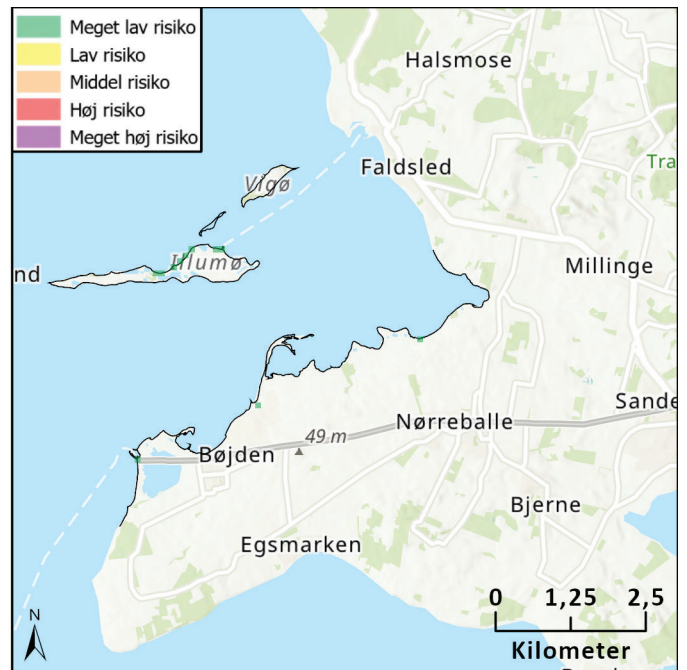 Meget lav risiko
Lav risiko
Middel risiko
Høj risiko
Meget høj risiko
Halsmose
Faldsled
Tra
Vigø
Illumø
nd
Millinge
Sande
Nørreballe
49 m
Bøjden
Bjerne
Egsmarken
N
0 1,25 2,5
Kilometer